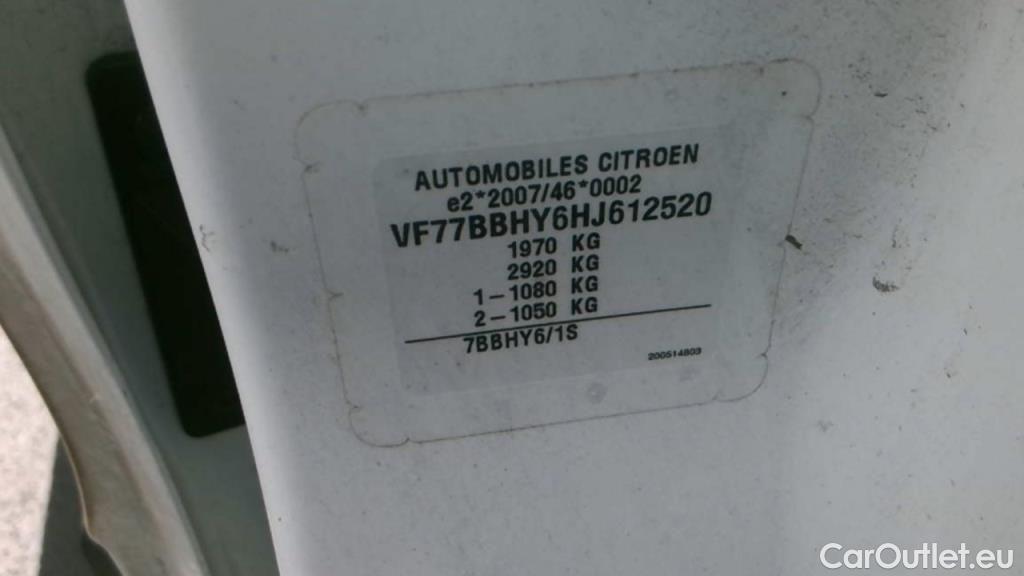 AUTOMOBILES CITROEN
e2*2007/46*0002
VF77BBHY6HJ612520
1970 KG
2920 KG
1-1080 KG
2-1050 KG
7BBHY6/1S
200514803
CarOutlet.eu